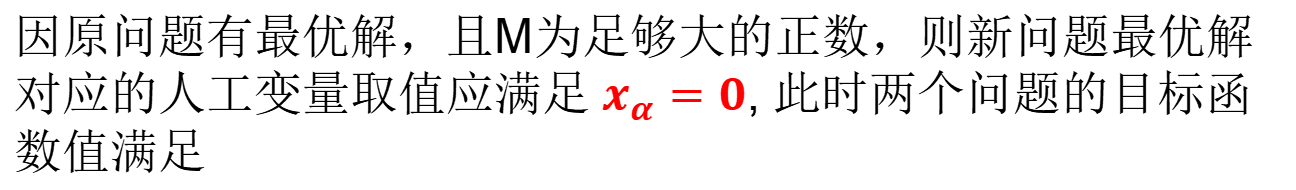 因原问题有最优解，且M为足够大的正数，则新问题最优解
对应的人工变量取值应满足 𝒙_𝜶 = 𝟎, 此时两个问题的目标函
数值满足